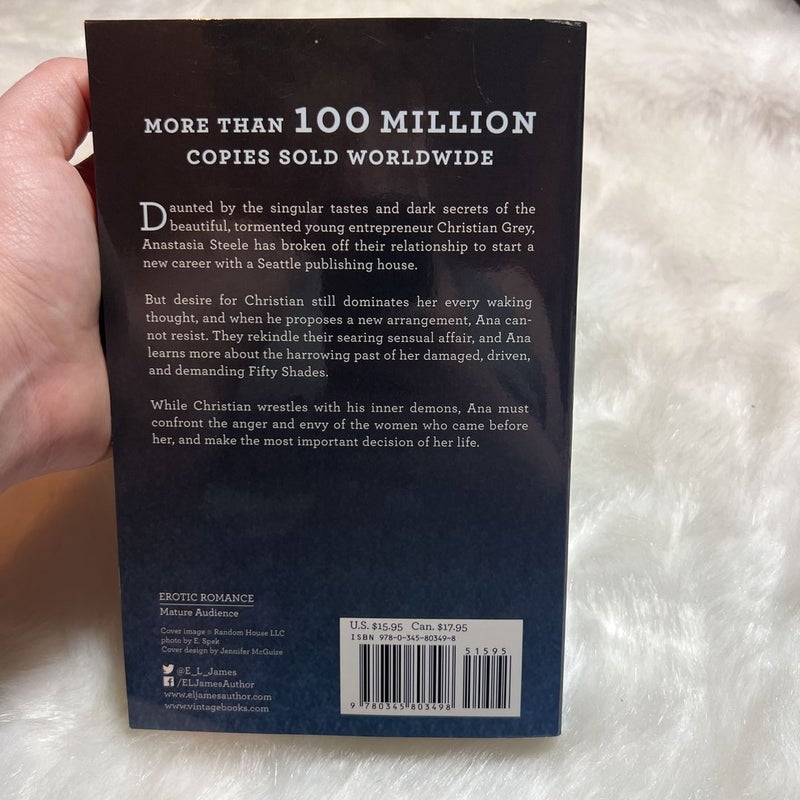 MORE THAN 100 MILLION
COPIES SOLD WORLDWIDE
Daunted by the singular tastes and dark secrets of the
beautiful, tormented young entrepreneur Christian Grey,
Anastasia Steele has broken off their relationship to start a
new career with a Seattle publishing house.
But desire for Christian still dominates her every waking
thought, and when he proposes a new arrangement, Ana can-
not resist. They rekindle their searing sensual affair, and Ana
learns more about the harrowing past of her damaged, driven,
and demanding Fifty Shades.
While Christian wrestles with his inner demons, Ana must
confront the anger and envy of the women who came before
her, and make the most important decision of her life.
EROTIC ROMANCE
Mature Audience
Cover image © Random House LLC
photo by E. Spek
Cover design by Jennifer McGuire
@E_L_James
/ELJamesAuthor
www.eljamesauthor.com
www.vintagebooks.com
U.S. $15.95 Can. $17.95
ISBN 978-0-345-80349-8
51595
9 780345 803498